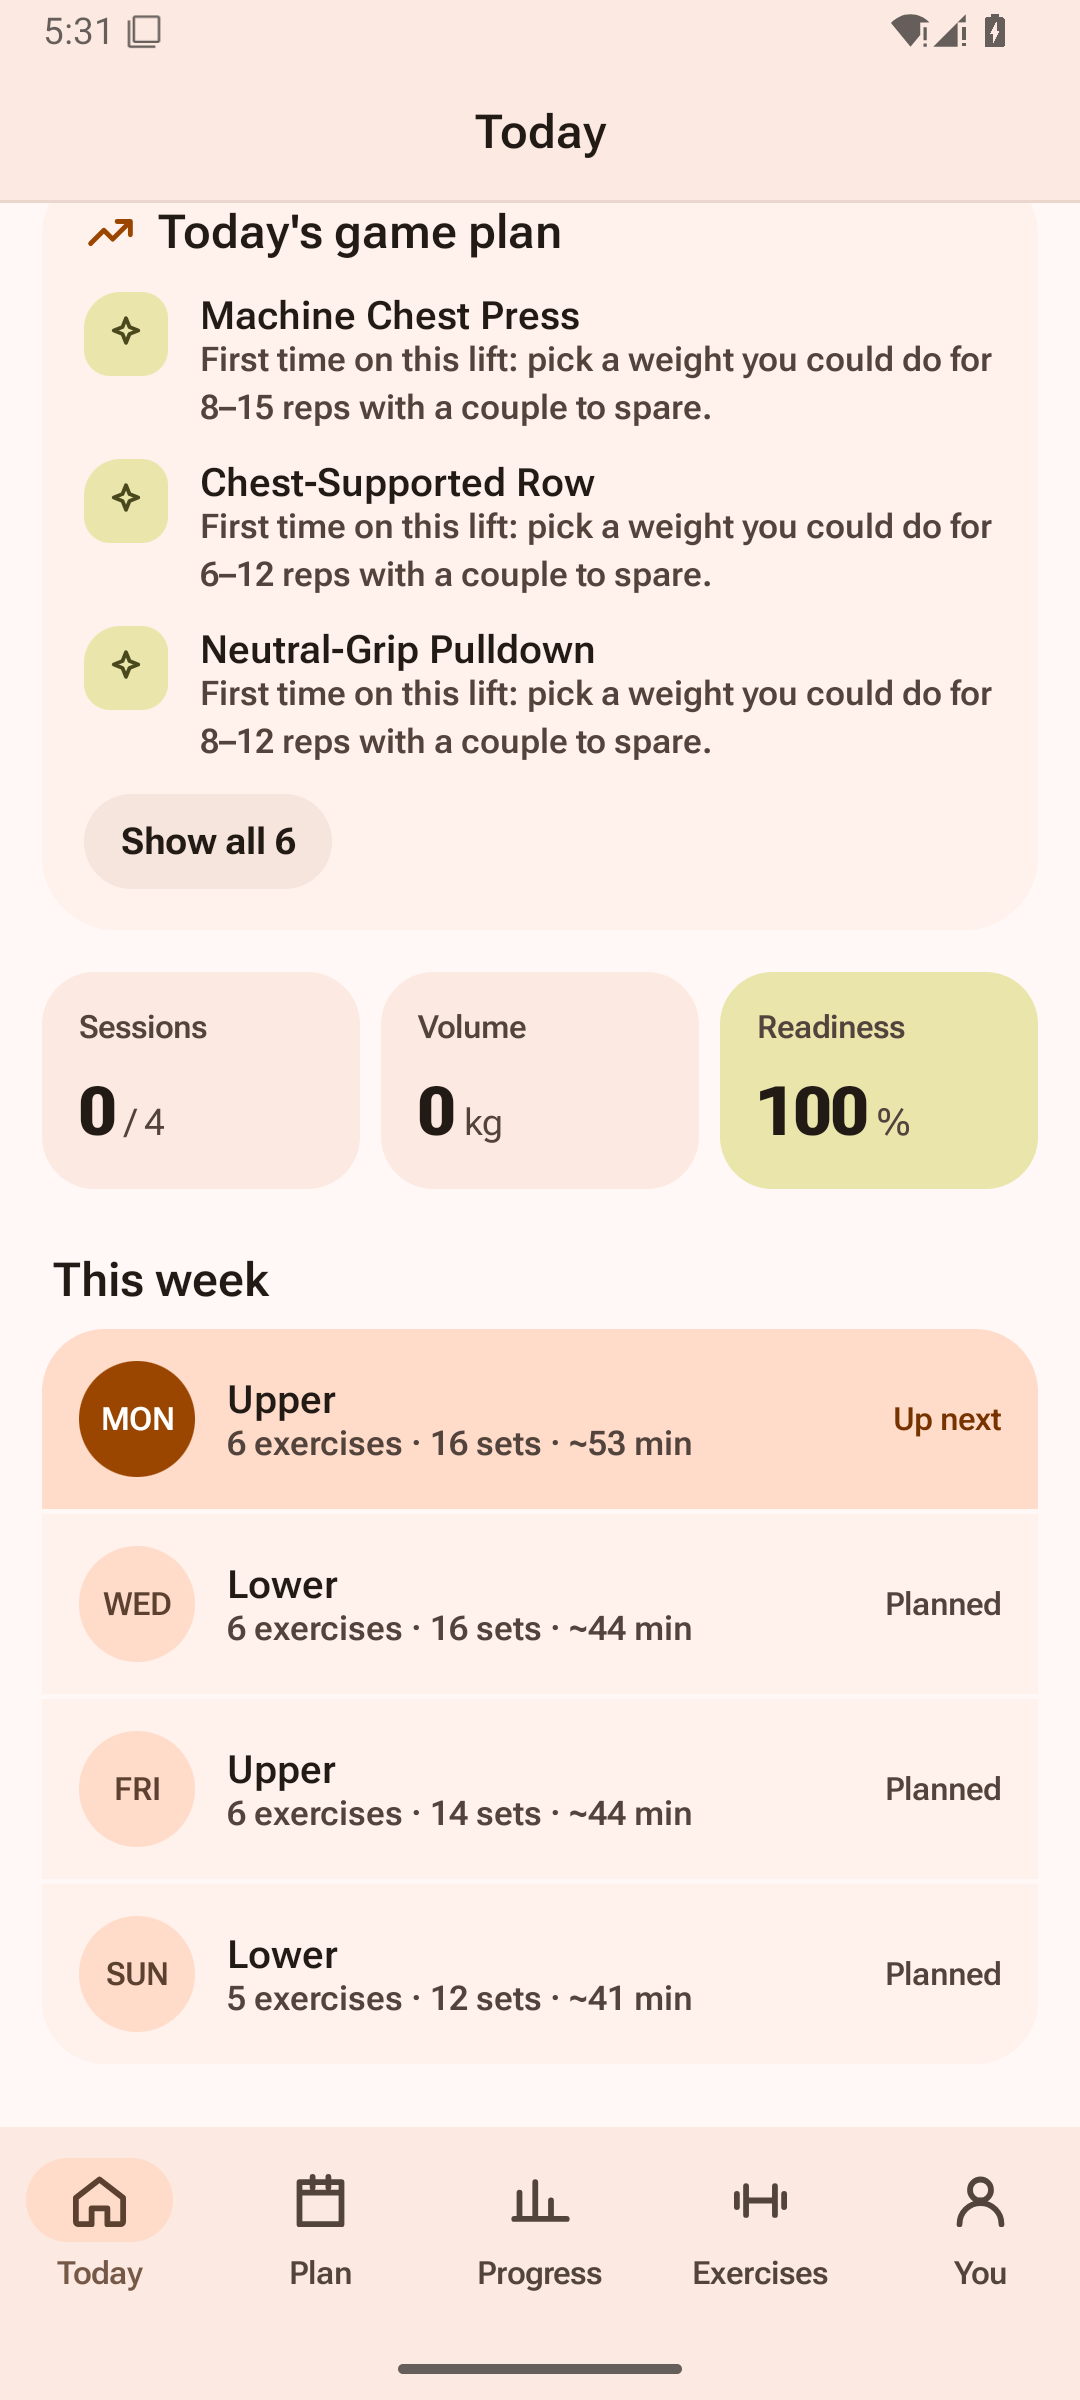 5:31
Today
Today's game plan
Machine Chest Press
First time on this lift: pick a weight you could do for
8–15 reps with a couple to spare.
Chest-Supported Row
First time on this lift: pick a weight you could do for
6–12 reps with a couple to spare.
Neutral-Grip Pulldown
First time on this lift: pick a weight you could do for
8–12 reps with a couple to spare.
Show all 6
Sessions
0 / 4
Volume
0 kg
Readiness
100 %
This week
MON
Upper
6 exercises · 16 sets · ~53 min
Up next
WED
Lower
6 exercises · 16 sets · ~44 min
Planned
FRI
Upper
6 exercises · 14 sets · ~44 min
Planned
SUN
Lower
5 exercises · 12 sets · ~41 min
Planned
Today
Plan
Progress
Exercises
You